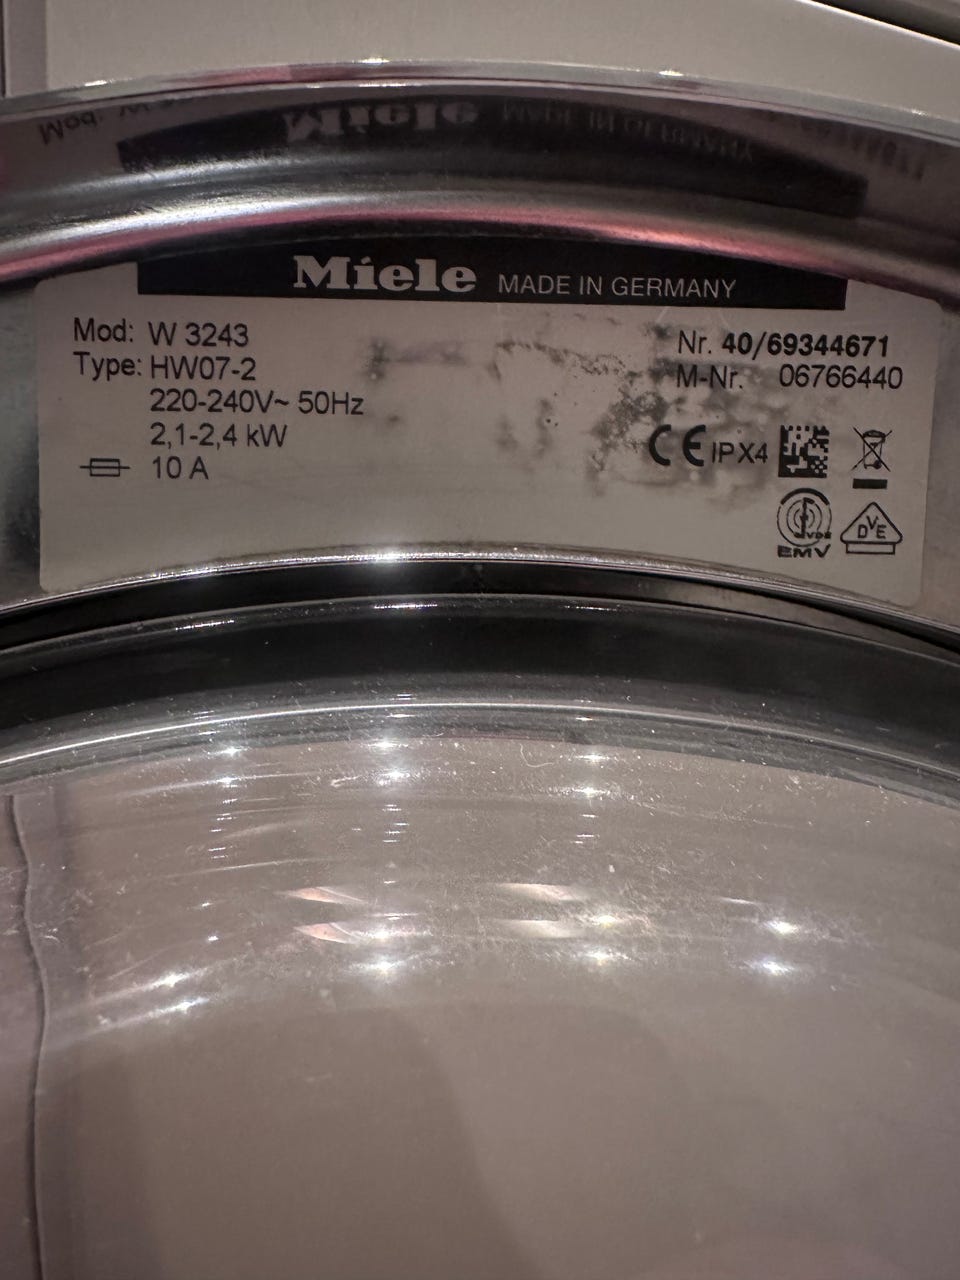 Miele MADE IN GERMANY
Mod: W 3243
Type: HW07-2
220-240V~ 50Hz
2,1-2,4 kW
10 A
Nr. 40/69344671
M-Nr. 06766440
CE IPX4
VDE
EMV
DVE